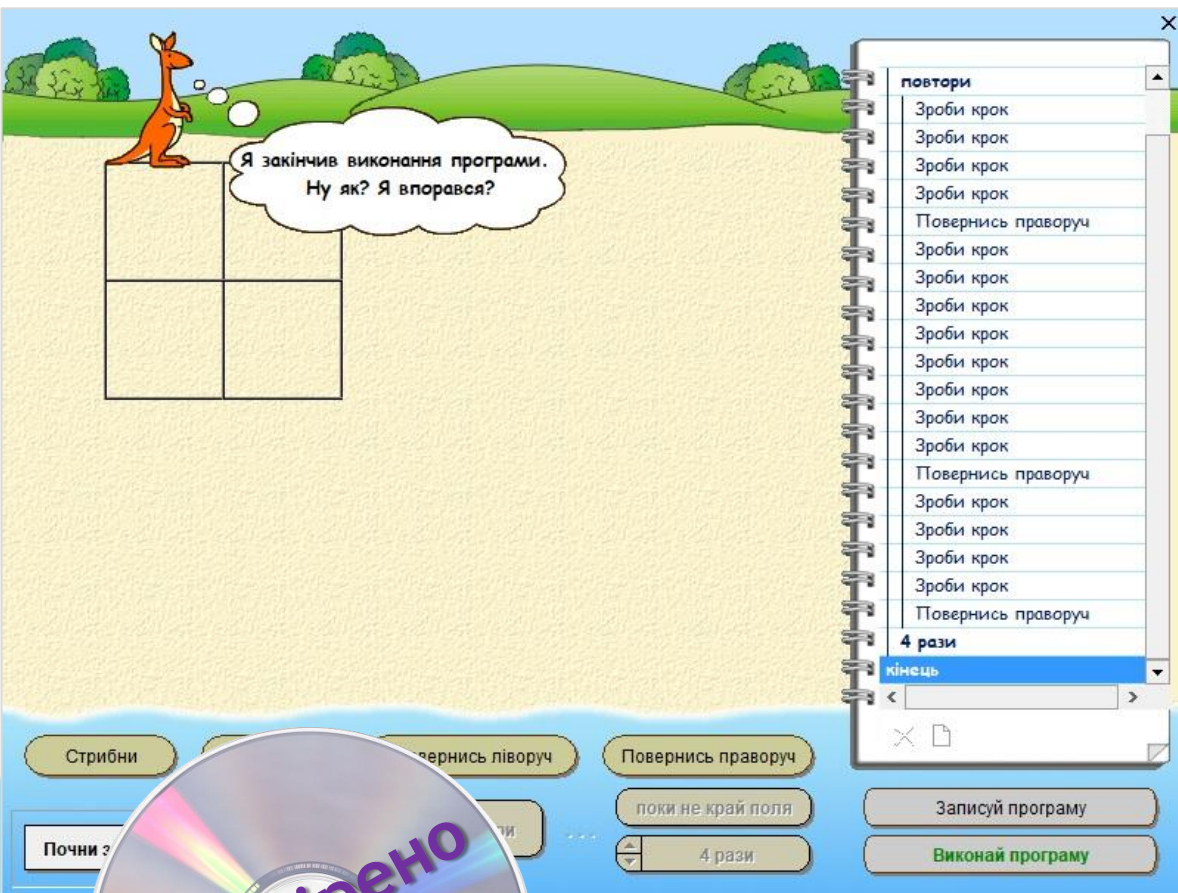 Я закінчив виконання програми.
Ну як? Я впорався?
повтори
Зроби крок
Зроби крок
Зроби крок
Зроби крок
Повернись праворуч
Зроби крок
Зроби крок
Зроби крок
Зроби крок
Зроби крок
Зроби крок
Зроби крок
Зроби крок
Повернись праворуч
Зроби крок
Зроби крок
Зроби крок
Зроби крок
Повернись праворуч
4 рази
кінець
Стрибни
ліворуч
Повернись праворуч
поки не край поля
Записуй програму
Почни
4 рази
Виконай програму